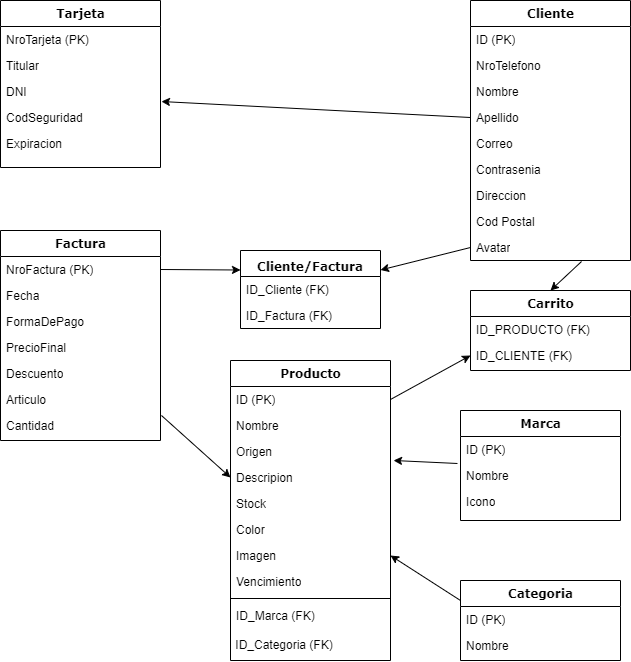 Tarjeta
NroTarjeta (PK)
Titular
DNI
CodSeguridad
Expiracion
Cliente
ID (PK)
NroTelefono
Nombre
Apellido
Correo
Contrasenia
Direccion
Cod Postal
Avatar
Factura
NroFactura (PK)
Fecha
FormaDePago
PrecioFinal
Descuento
Articulo
Cantidad
Cliente/Factura
ID_Cliente (FK)
ID_Factura (FK)
Carrito
ID_PRODUCTO (FK)
ID_CLIENTE (FK)
Producto
ID (PK)
Nombre
Origen
Descripion
Stock
Color
Imagen
Vencimiento
ID_Marca (FK)
ID_Categoria (FK)
Marca
ID (PK)
Nombre
Icono
Categoria
ID (PK)
Nombre